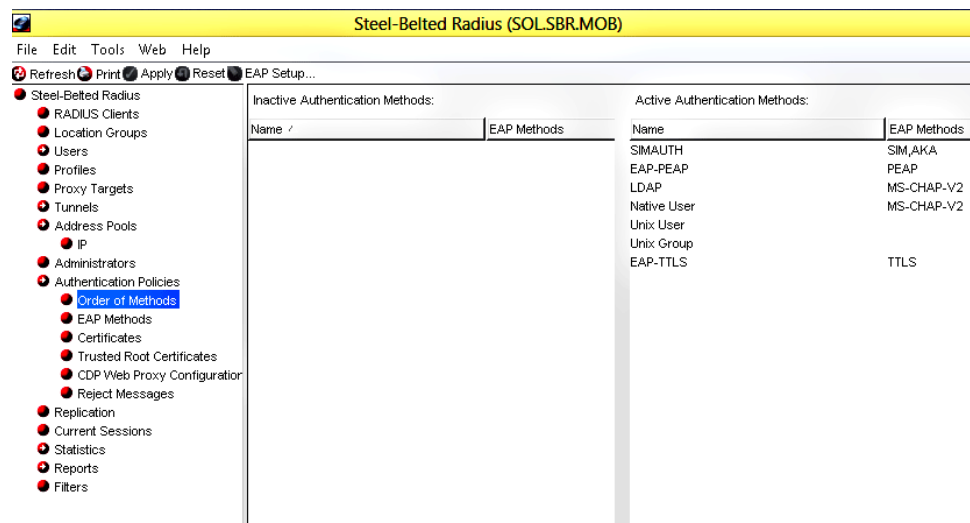 Steel-Belted Radius (SOL.SBR.MOB)
File Edit Tools Web Help
Refresh Print Apply Reset EAP Setup...
Steel-Belted Radius
RADIUS Clients
Location Groups
Users
Profiles
Proxy Targets
Tunnels
Address Pools
IP
Administrators
Authentication Policies
Order of Methods
EAP Methods
Certificates
Trusted Root Certificates
CDP Web Proxy Configuration
Reject Messages
Replication
Current Sessions
Statistics
Reports
Filters
Inactive Authentication Methods:
Name EAP Methods
Active Authentication Methods:
Name EAP Methods
SIMAUTH SIM,AKA
EAP-PEAP PEAP
LDAP MS-CHAP-V2
Native User MS-CHAP-V2
Unix User
Unix Group
EAP-TTLS TTLS